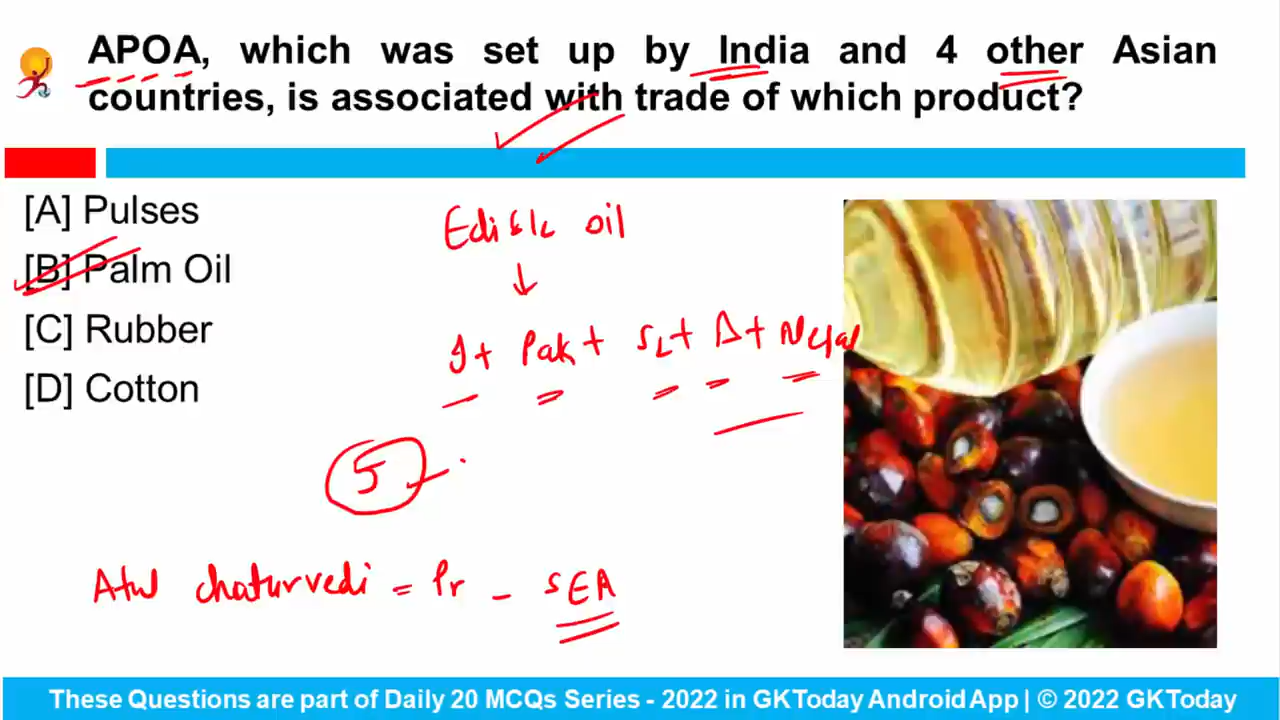 APOA, which was set up by India and 4 other Asian
countries, is associated with trade of which product?
[A] Pulses
[B] Palm Oil
[C] Rubber
[D] Cotton
Edible oil
I + Pak + SL + B + Nepal
5
Atul chaturvedi = Pr - SEA
These Questions are part of Daily 20 MCQs Series - 2022 in GKToday Android App | © 2022 GKToday